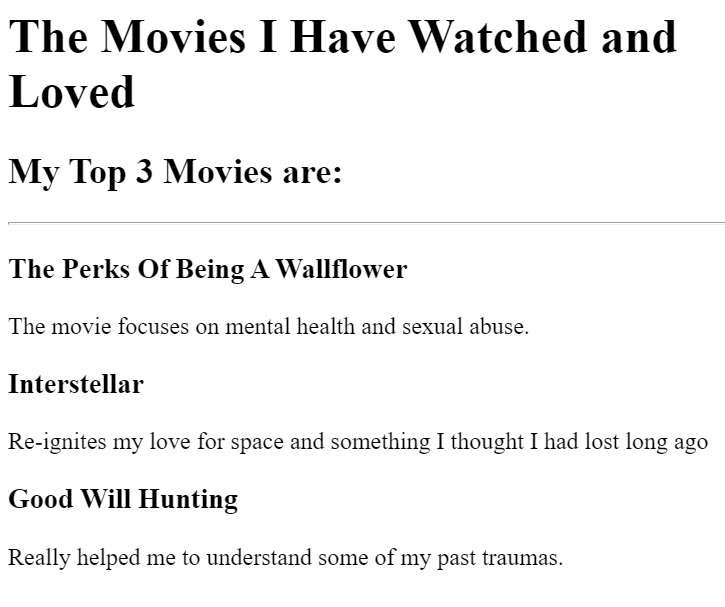 The Movies I Have Watched and
Loved
My Top 3 Movies are:
The Perks Of Being A Wallflower
The movie focuses on mental health and sexual abuse.
Interstellar
Re-ignites my love for space and something I thought I had lost long ago
Good Will Hunting
Really helped me to understand some of my past traumas.